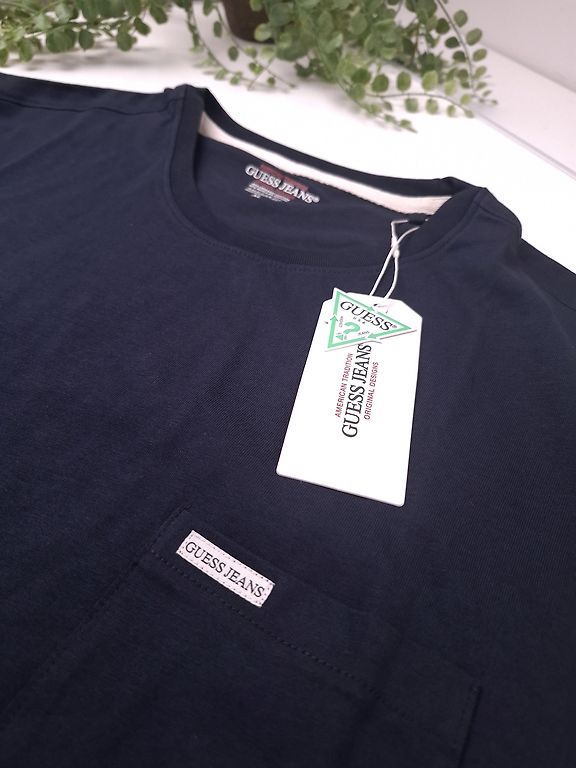 GUESS JEANS®
GUESS
U.S.A.
?
AMERICAN TRADITION
GUESS JEANS
ORIGINAL DESIGNS
GUESS JEANS